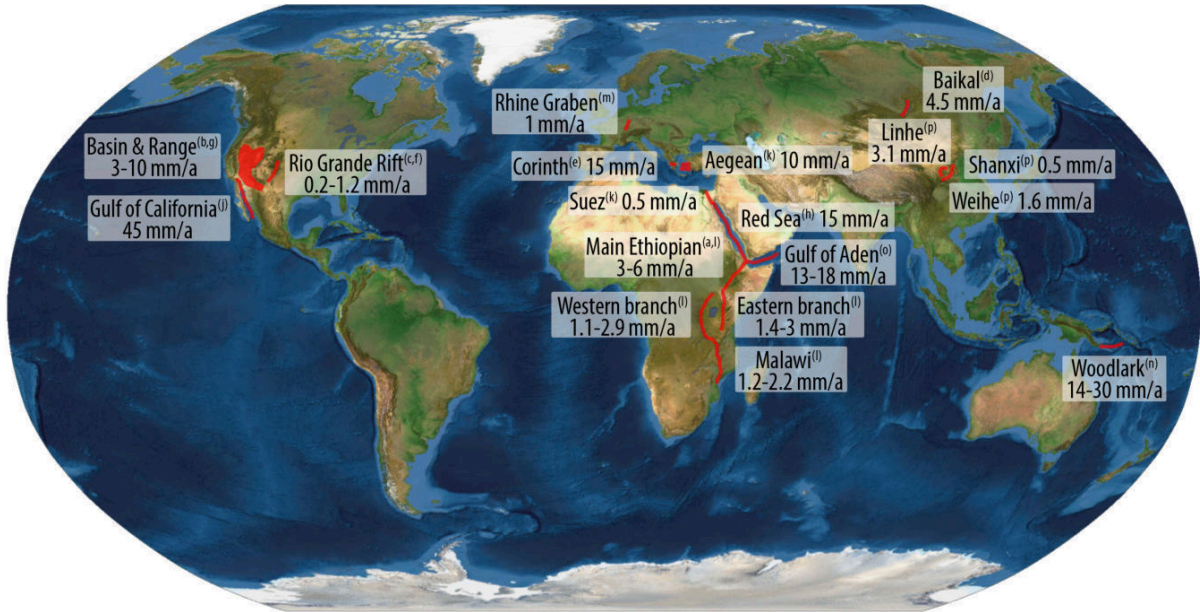 Baikal(d)
4.5 mm/a
Rhine Graben(m)
1 mm/a
Linhe(p)
3.1 mm/a
Basin & Range(b,g)
3-10 mm/a
Rio Grande Rift(c,f)
0.2-1.2 mm/a
Corinth(e) 15 mm/a
Aegean(k) 10 mm/a
Shanxi(p) 0.5 mm/a
Suez(k) 0.5 mm/a
Weihe(p) 1.6 mm/a
Gulf of California(j)
45 mm/a
Red Sea(h) 15 mm/a
Main Ethiopian(a,l)
3-6 mm/a
Gulf of Aden(o)
13-18 mm/a
Western branch(l)
1.1-2.9 mm/a
Eastern branch(l)
1.4-3 mm/a
Malawi(l)
1.2-2.2 mm/a
Woodlark(n)
14-30 mm/a